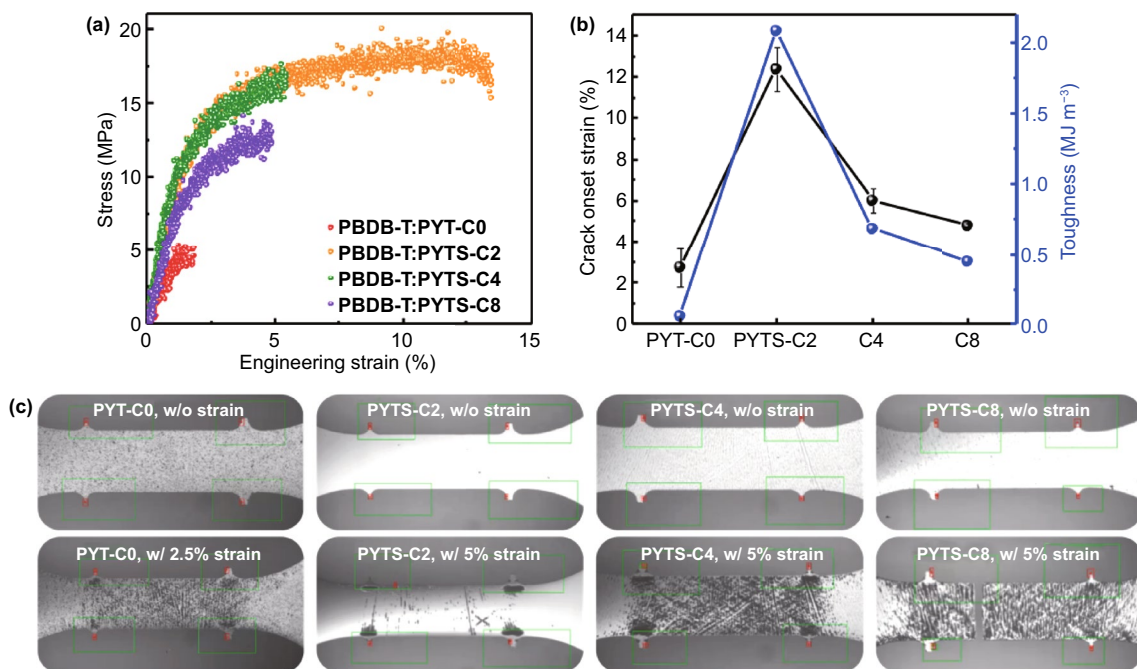 (a)
20
15
10
5
0
Stress (MPa)
PBDB-T:PYT-C0
PBDB-T:PYTS-C2
PBDB-T:PYTS-C4
PBDB-T:PYTS-C8
0 5 10 15
Engineering strain (%)
(b)
14
12
10
8
6
4
2
0
Crack onset strain (%)
2.0
1.5
1.0
0.5
0.0
Toughness (MJ m⁻³)
PYT-C0 PYTS-C2 C4 C8
(c)
PYT-C0, w/o strain
PYTS-C2, w/o strain
PYTS-C4, w/o strain
PYTS-C8, w/o strain
PYT-C0, w/ 2.5% strain
PYTS-C2, w/ 5% strain
PYTS-C4, w/ 5% strain
PYTS-C8, w/ 5% strain